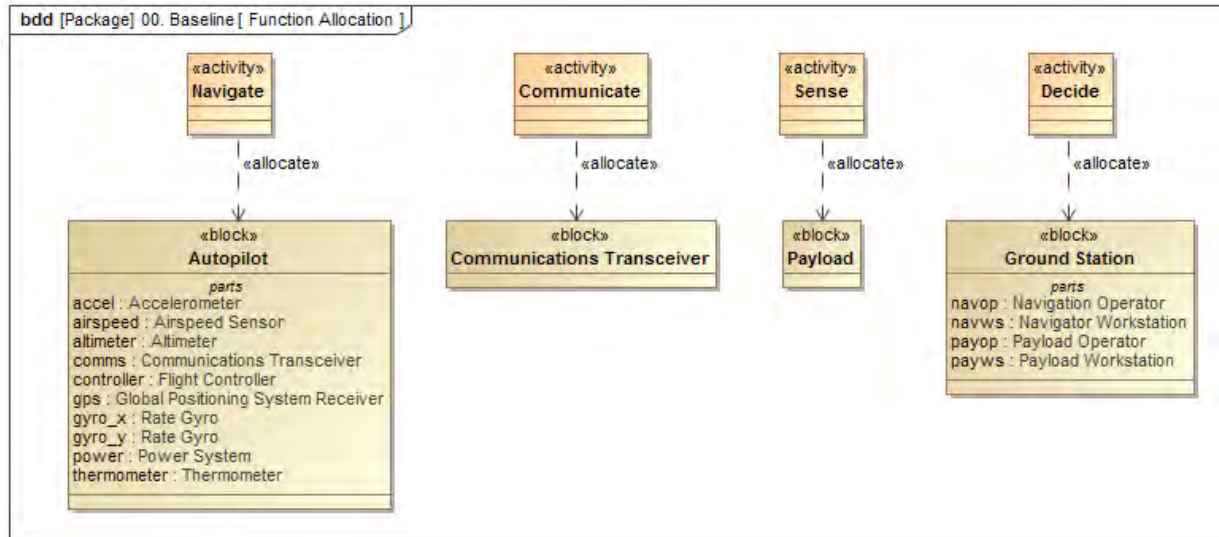 bdd [Package] 00. Baseline [ Function Allocation ]
«activity»
Navigate
«allocate»
«block»
Autopilot
parts
accel : Accelerometer
airspeed : Airspeed Sensor
altimeter : Altimeter
comms : Communications Transceiver
controller : Flight Controller
gps : Global Positioning System Receiver
gyro_x : Rate Gyro
gyro_y : Rate Gyro
power : Power System
thermometer : Thermometer
«activity»
Communicate
«allocate»
«block»
Communications Transceiver
«activity»
Sense
«allocate»
«block»
Payload
«activity»
Decide
«allocate»
«block»
Ground Station
parts
navop : Navigation Operator
navws : Navigator Workstation
payop : Payload Operator
payws : Payload Workstation